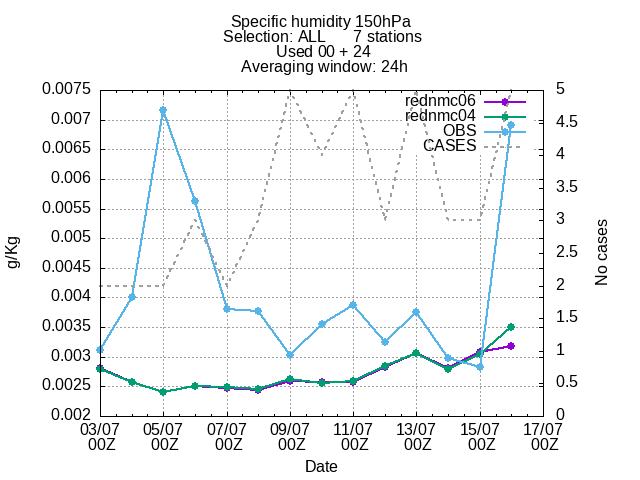 Specific humidity 150hPa
Selection: ALL 7 stations
Used 00 + 24
Averaging window: 24h
rednmc06
rednmc04
OBS
CASES
0.0075
0.007
0.0065
0.006
0.0055
0.005
0.0045
0.004
0.0035
0.003
0.0025
0.002
g/Kg
5
4.5
4
3.5
3
2.5
2
1.5
1
0.5
0
No cases
03/07 05/07 07/07 09/07 11/07 13/07 15/07 17/07
00Z 00Z 00Z 00Z 00Z 00Z 00Z 00Z
Date